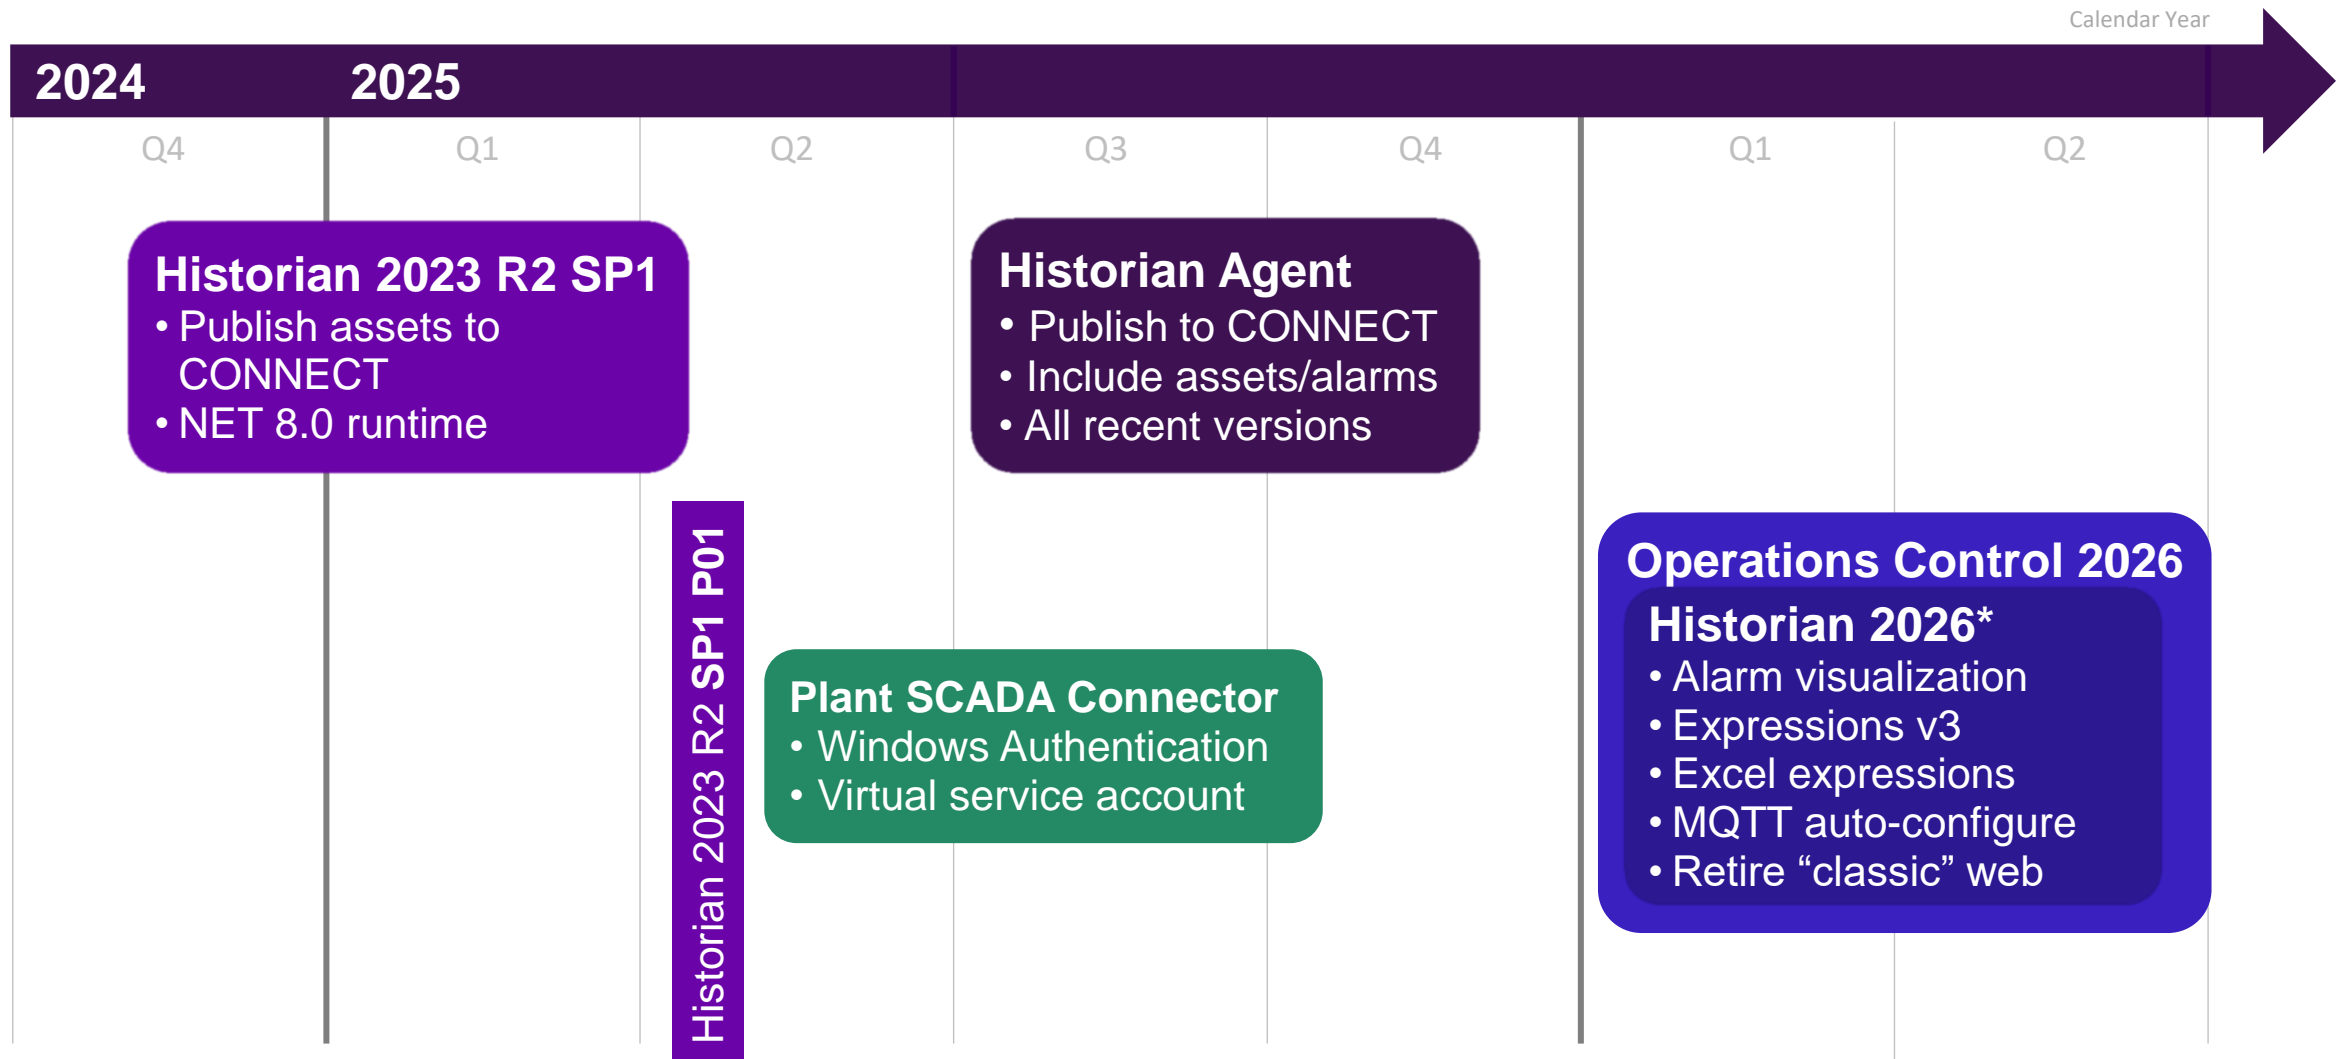 Calendar Year
2024 2025
Q4 Q1 Q2 Q3 Q4 Q1 Q2
Historian 2023 R2 SP1
• Publish assets to
CONNECT
• NET 8.0 runtime
Historian Agent
• Publish to CONNECT
• Include assets/alarms
• All recent versions
Historian 2023 R2 SP1 P01
Plant SCADA Connector
• Windows Authentication
• Virtual service account
Operations Control 2026
Historian 2026*
• Alarm visualization
• Expressions v3
• Excel expressions
• MQTT auto-configure
• Retire “classic” web